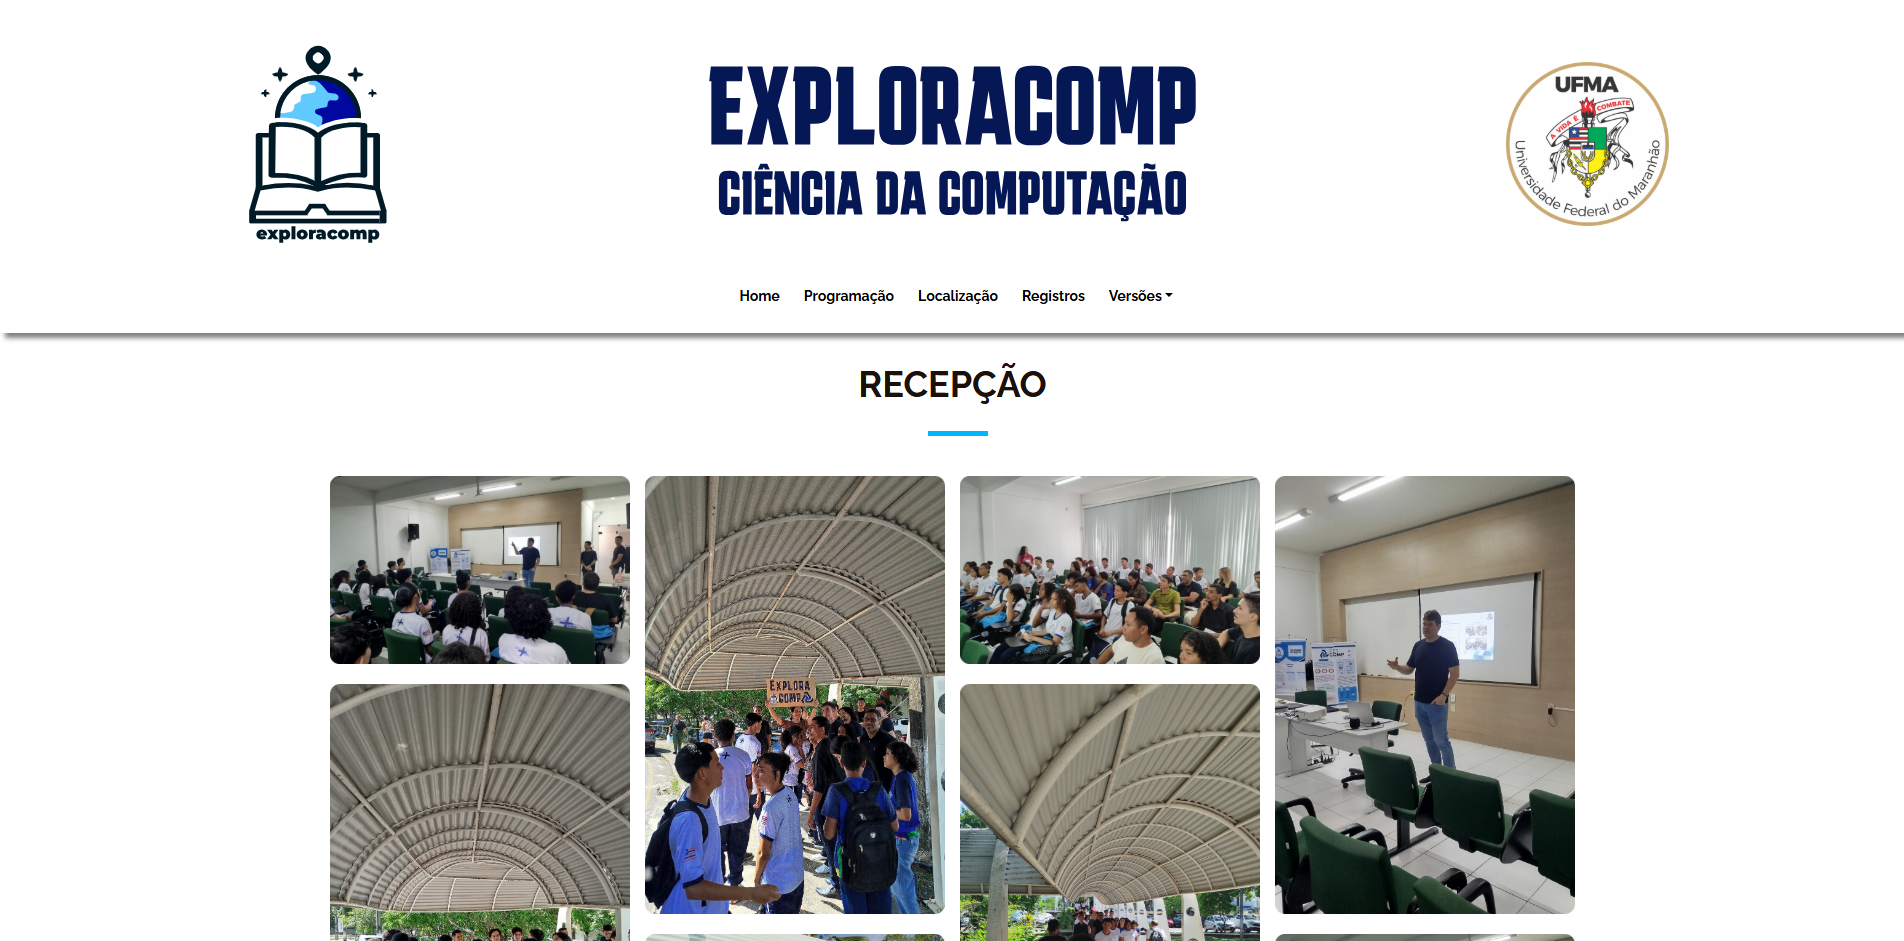 exploracomp
EXPLORACOMP
CIÊNCIA DA COMPUTAÇÃO
UFMA
A VIDA É COMBATE
Universidade Federal do Maranhão
Home
Programação
Localização
Registros
Versões
RECEPÇÃO
EXPLORA
COMP
COMP